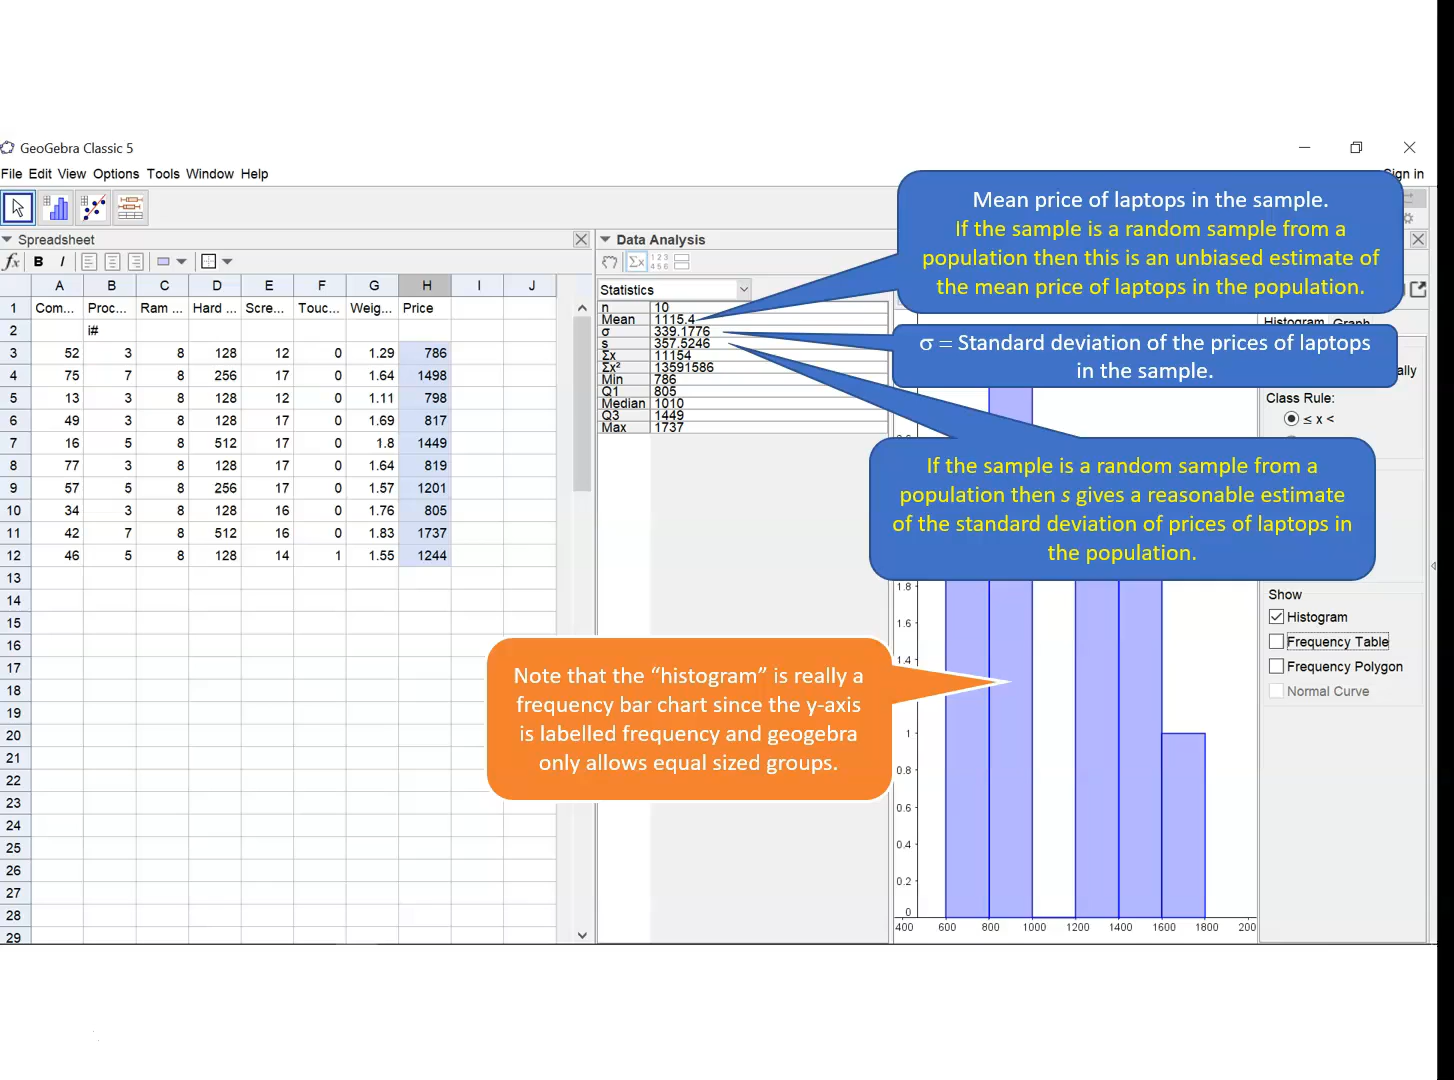 GeoGebra Classic 5
File Edit View Options Tools Window Help
Sign in
Spreadsheet
fx B I
A B C D E F G H I J
1 Com... Proc... Ram ... Hard ... Scre... Touc... Weig... Price
2 i#
3 52 3 8 128 12 0 1.29 786
4 75 7 8 256 17 0 1.64 1498
5 13 3 8 128 12 0 1.11 798
6 49 3 8 128 17 0 1.69 817
7 16 5 8 512 17 0 1.8 1449
8 77 3 8 128 17 0 1.64 819
9 57 5 8 256 17 0 1.57 1201
10 34 3 8 128 16 0 1.76 805
11 42 7 8 512 16 0 1.83 1737
12 46 5 8 128 14 1 1.55 1244
13
14
15
16
17
18
19
20
21
22
23
24
25
26
27
28
29
Data Analysis
Σx 1 2 3
4 5 6
Statistics
n 10
Mean 1115.4
σ 339.1776
s 357.5246
Σx 11154
Σx² 13591586
Min 786
Q1 805
Median 1010
Q3 1449
Max 1737
Mean price of laptops in the sample.
If the sample is a random sample from a
population then this is an unbiased estimate of
the mean price of laptops in the population.
σ = Standard deviation of the prices of laptops
in the sample.
If the sample is a random sample from a
population then s gives a reasonable estimate
of the standard deviation of prices of laptops in
the population.
Note that the “histogram” is really a
frequency bar chart since the y-axis
is labelled frequency and geogebra
only allows equal sized groups.
Histogram Graph
ally
Class Rule:
≤ x <
Show
Histogram
Frequency Table
Frequency Polygon
Normal Curve
1.8
1.6
1.4
1
0.8
0.6
0.4
0.2
0
400 600 800 1000 1200 1400 1600 1800 200